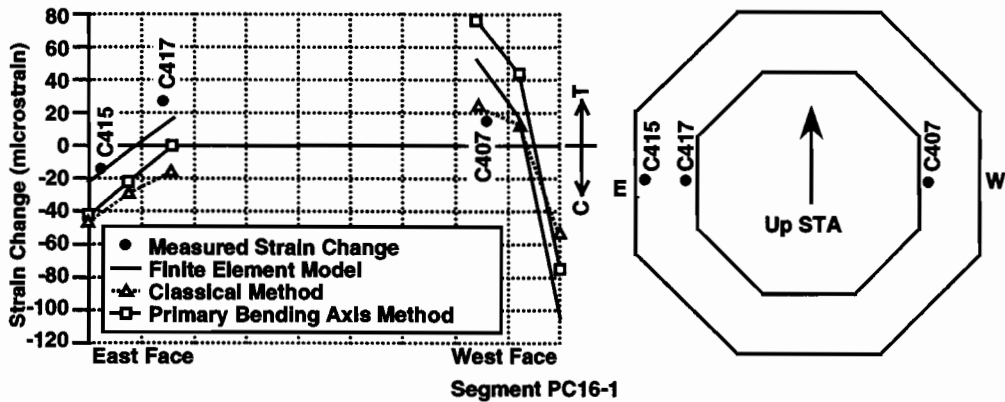 Strain Change (microstrain)
80
60
40
20
0
-20
-40
-60
-80
-100
-120
C415
C417
C407
T
C
Measured Strain Change
Finite Element Model
Classical Method
Primary Bending Axis Method
East Face
West Face
Segment PC16-1
E
C415
C417
C407
W
Up STA